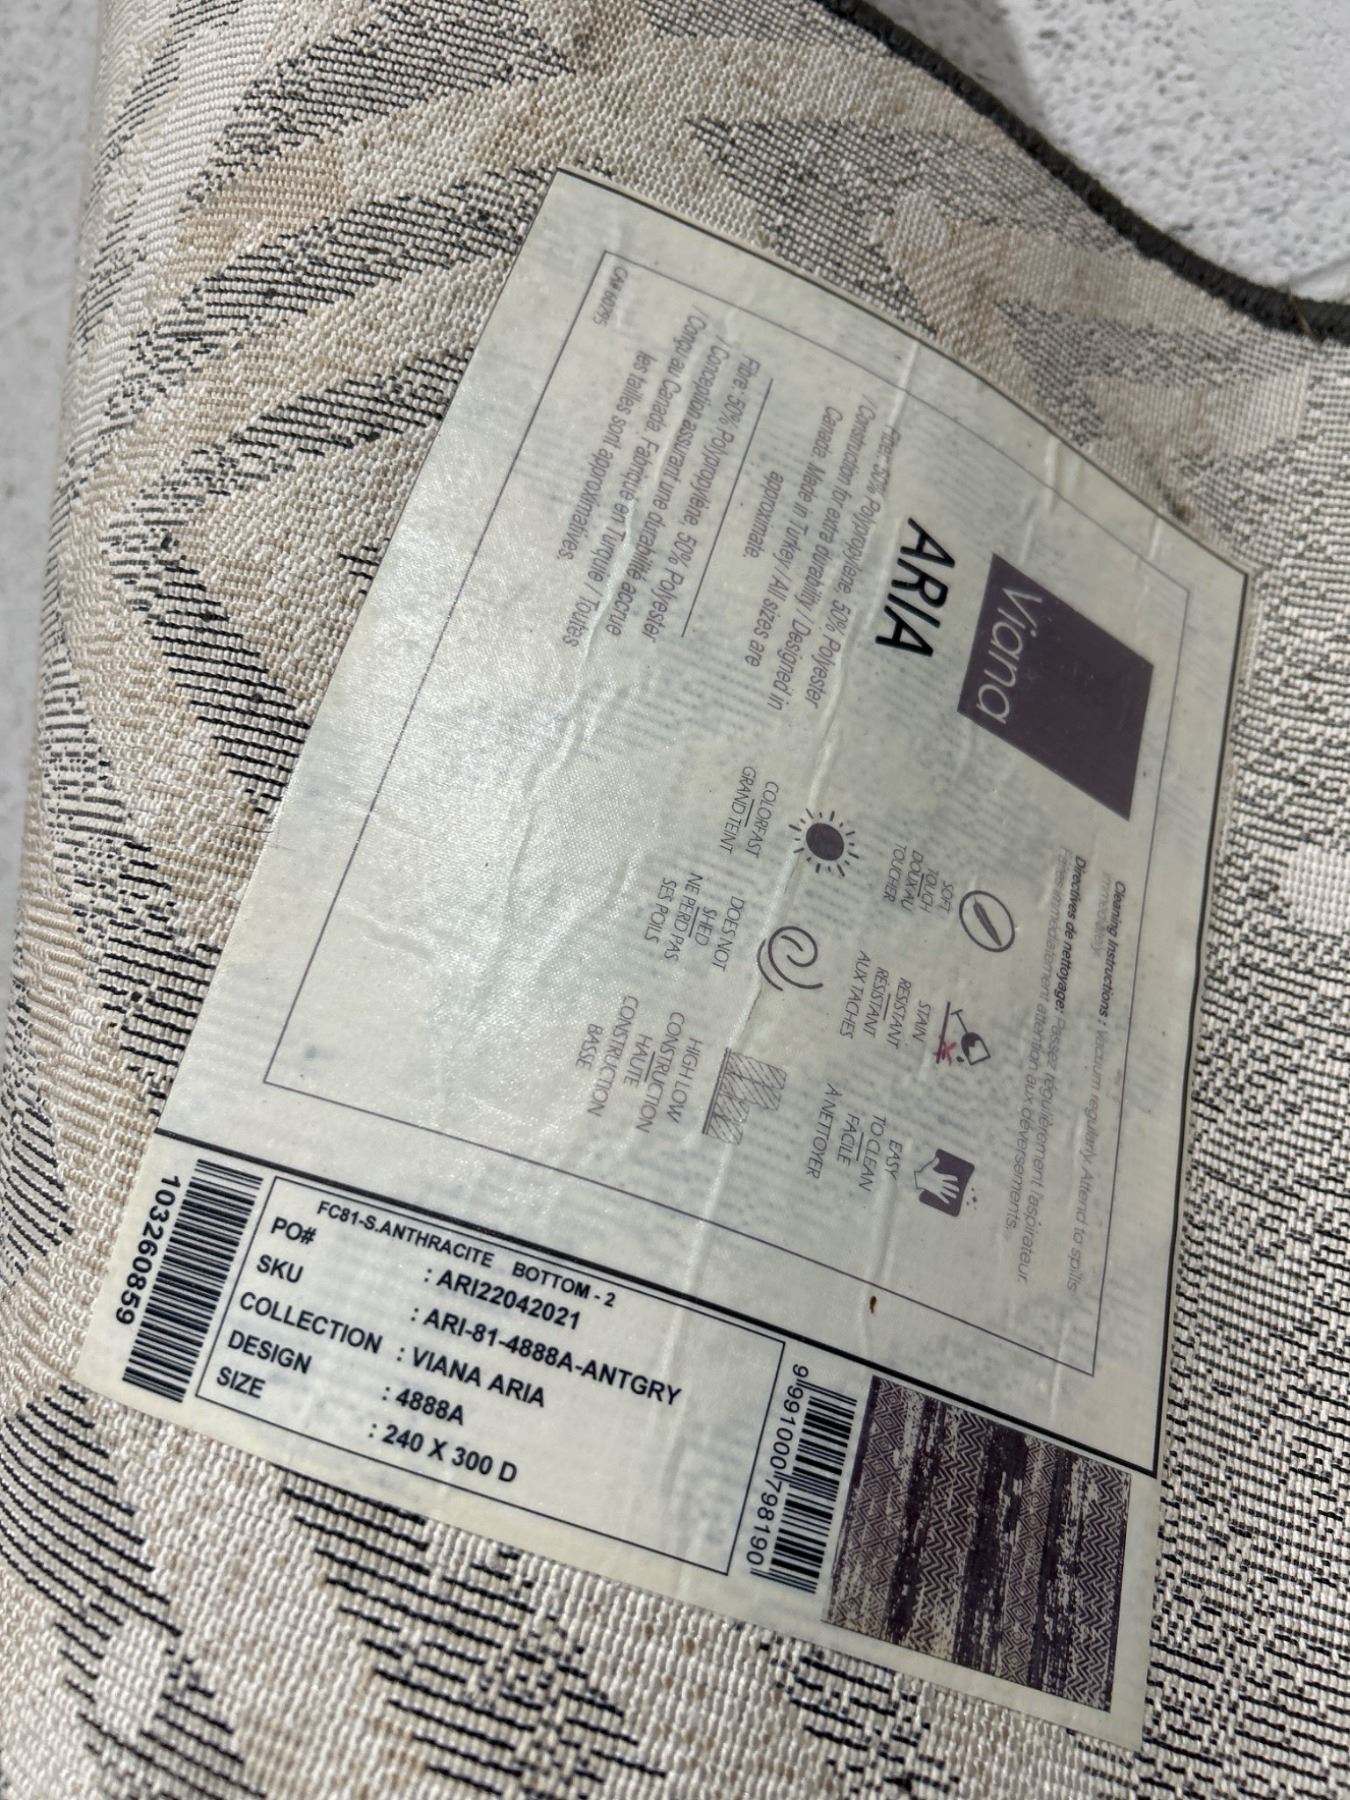 viana
ARIA
Fibre: 50% Polypropylene, 50% Polyester
/ Construction for extra durability / Designed in
Canada. Made in Turkey / All sizes are
approximate.
Fibre: 50% Polypropylène, 50% Polyester
/ Conception assurant une durabilité accrue
/ Conçu au Canada. Fabriqué en Turquie / Toutes
les tailles sont approximatives.
Cleaning Instructions : Vacuum regularly. Attend to spills
immediately.
Directives de nettoyage: Passez régulièrement l'aspirateur.
Faites immédiatement attention aux déversements.
SOFT
TOUCH
DOUX AU
TOUCHER
STAIN
RESISTANT
RÉSISTANT
AUX TACHES
EASY
TO CLEAN
FACILE
À NETTOYER
COLORFAST
GRAND TEINT
DOES NOT
SHED
NE PERD PAS
SES POILS
HIGH LOW
CONSTRUCTION
HAUTE
CONSTRUCTION
BASSE
FC81-S.ANTHRACITE BOTTOM - 2
PO# : ARI22042021
SKU : ARI-81-4888A-ANTGRY
COLLECTION : VIANA ARIA
DESIGN : 4888A
SIZE : 240 X 300 D
103260859
9 991000 798190